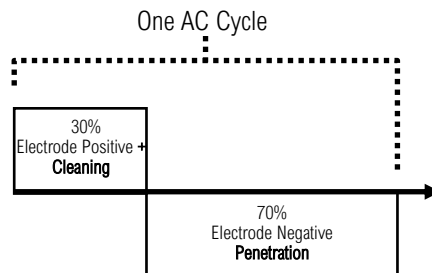 One AC Cycle
30%
Electrode Positive +
Cleaning
70%
Electrode Negative
Penetration